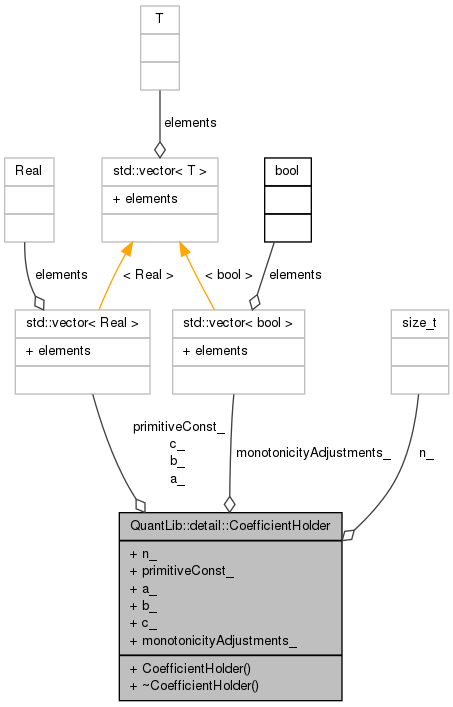 T
elements
Real
std::vector< T >
+ elements
bool
elements
< Real >
< bool >
elements
std::vector< Real >
+ elements
std::vector< bool >
+ elements
size_t
primitiveConst_
c_
b_
a_
monotonicityAdjustments_
n_
QuantLib::detail::CoefficientHolder
+ n_
+ primitiveConst_
+ a_
+ b_
+ c_
+ monotonicityAdjustments_
+ CoefficientHolder()
+ ~CoefficientHolder()